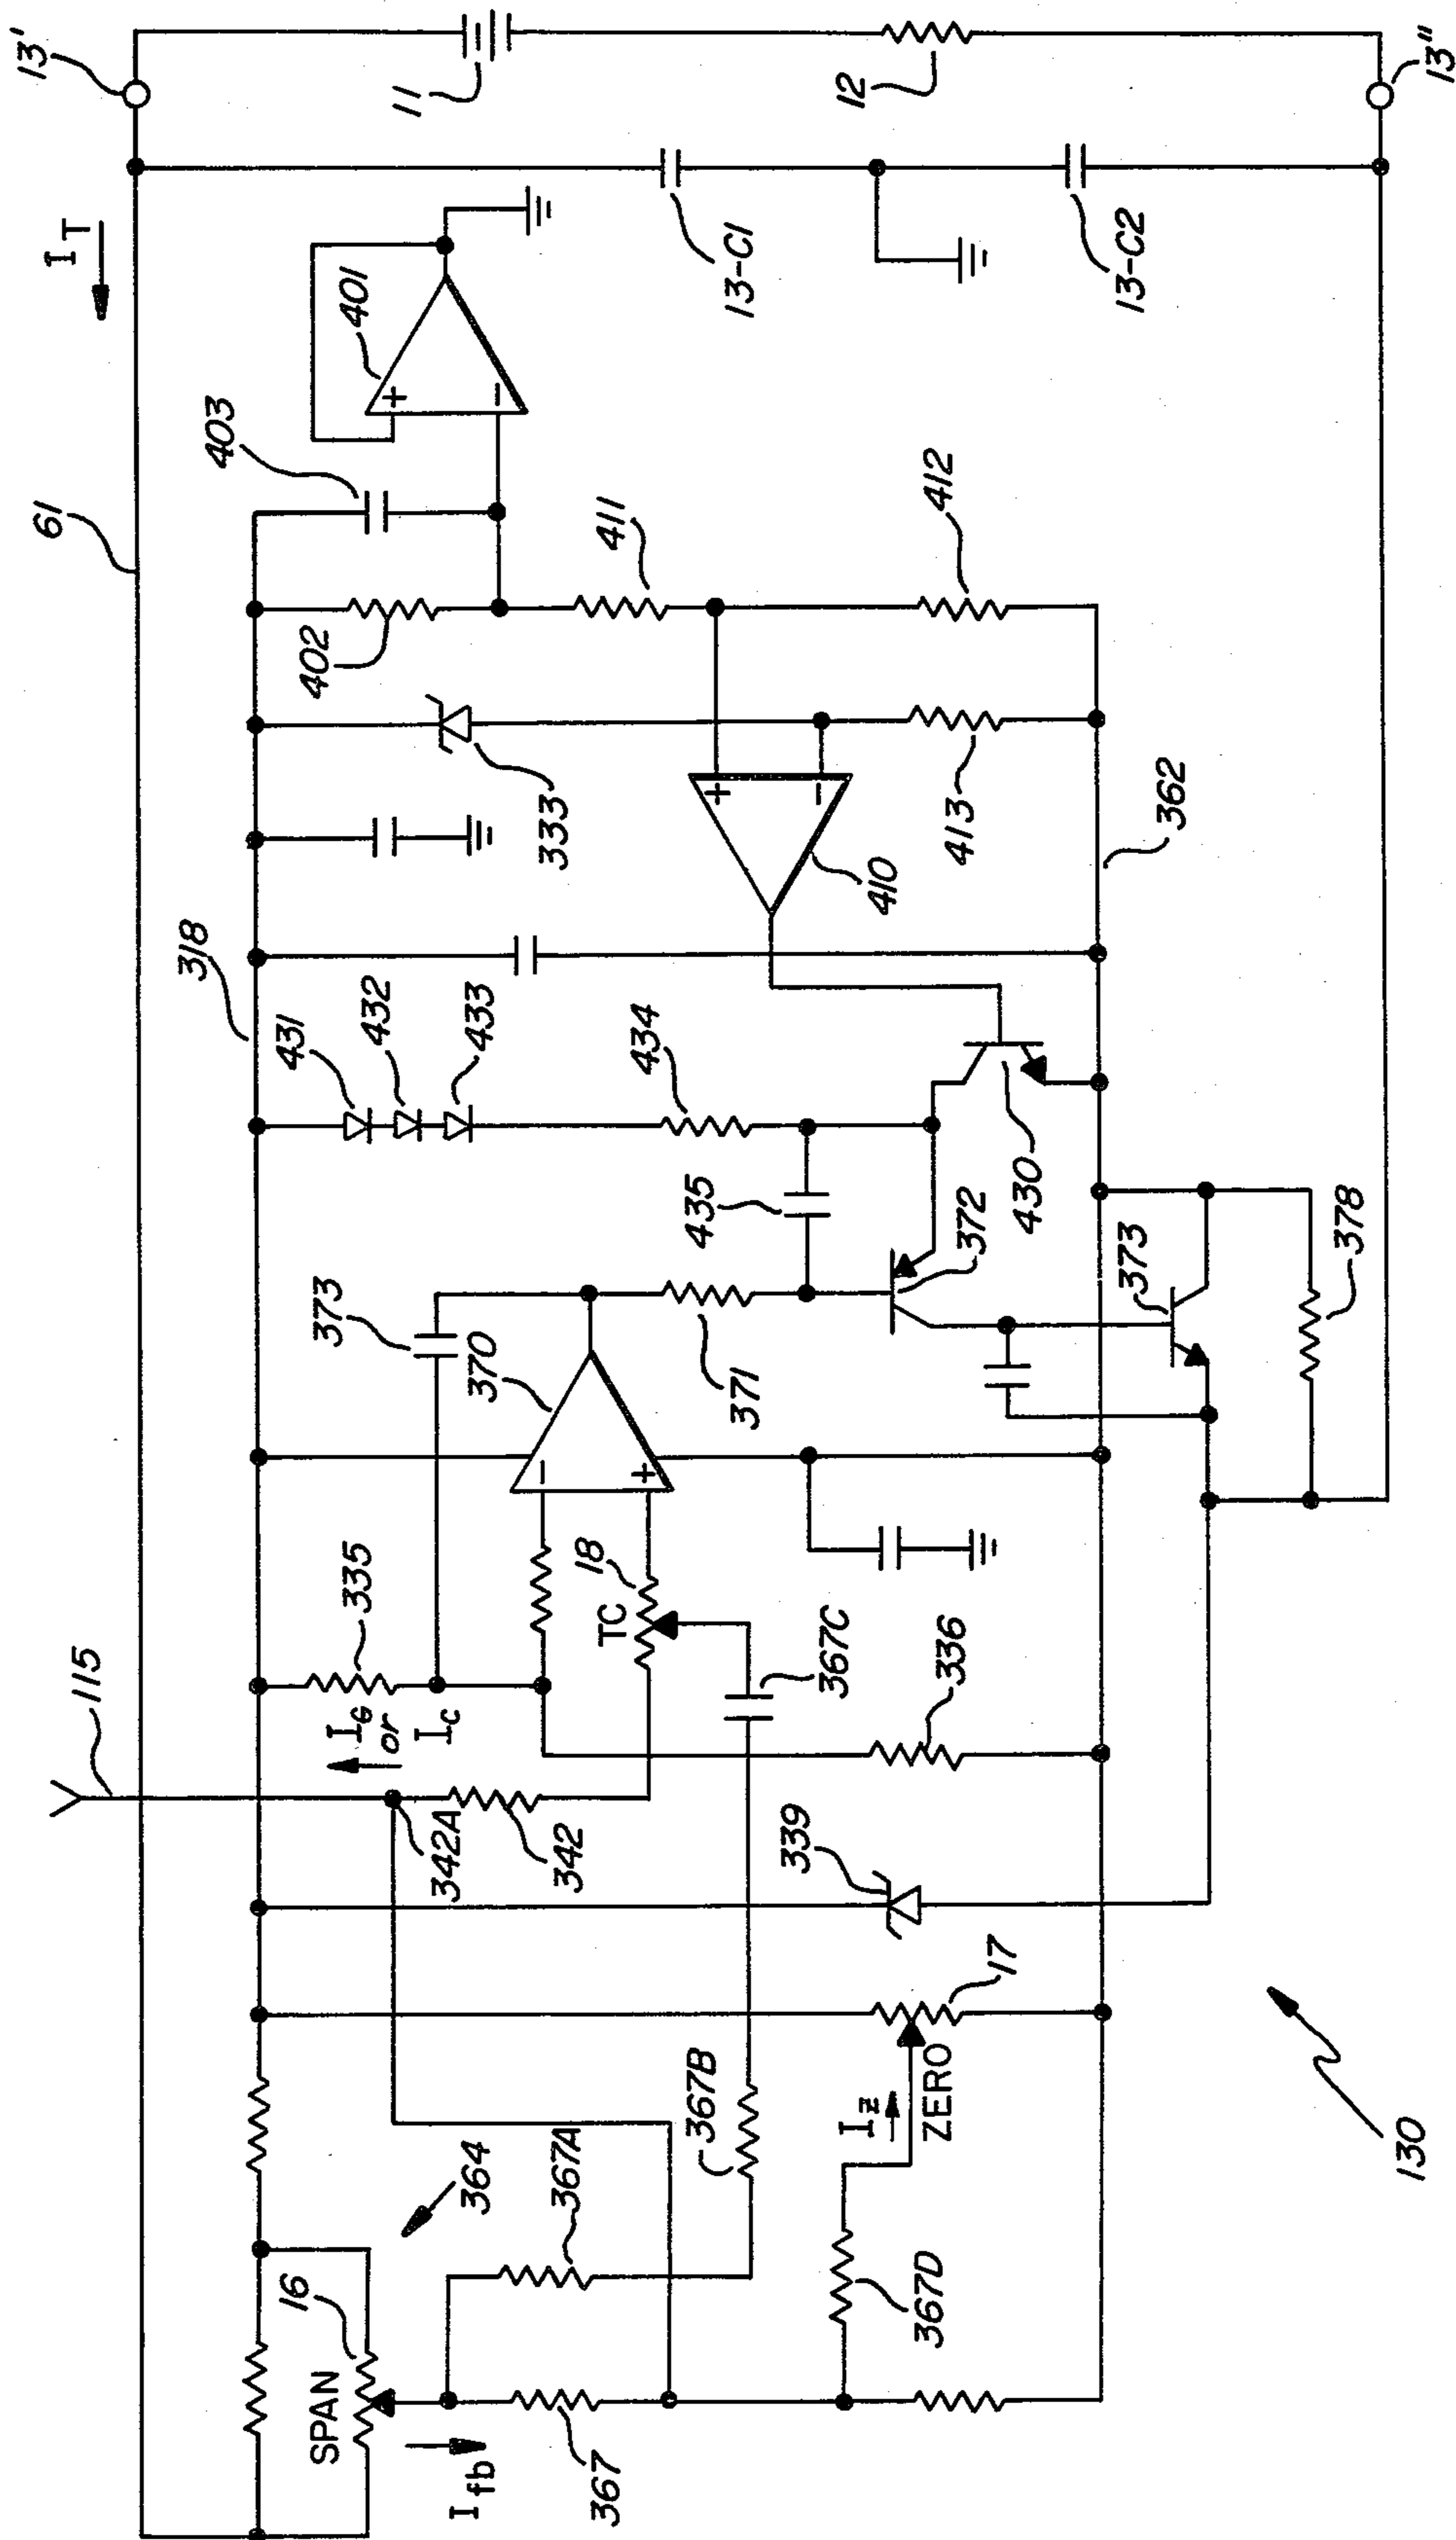 13'
11
12
13"
I_T
13-C1
13-C2
401
+
−
403
61
411
412
402
333
+
−
410
413
362
318
431
432
433
434
435
430
372
373
378
373
370
371
−
+
335
18
TC
367C
336
115
I_G
or
I_C
342A
342
339
17
367B
I_Z
ZERO
130
364
367A
367D
16
SPAN
I_fb
367